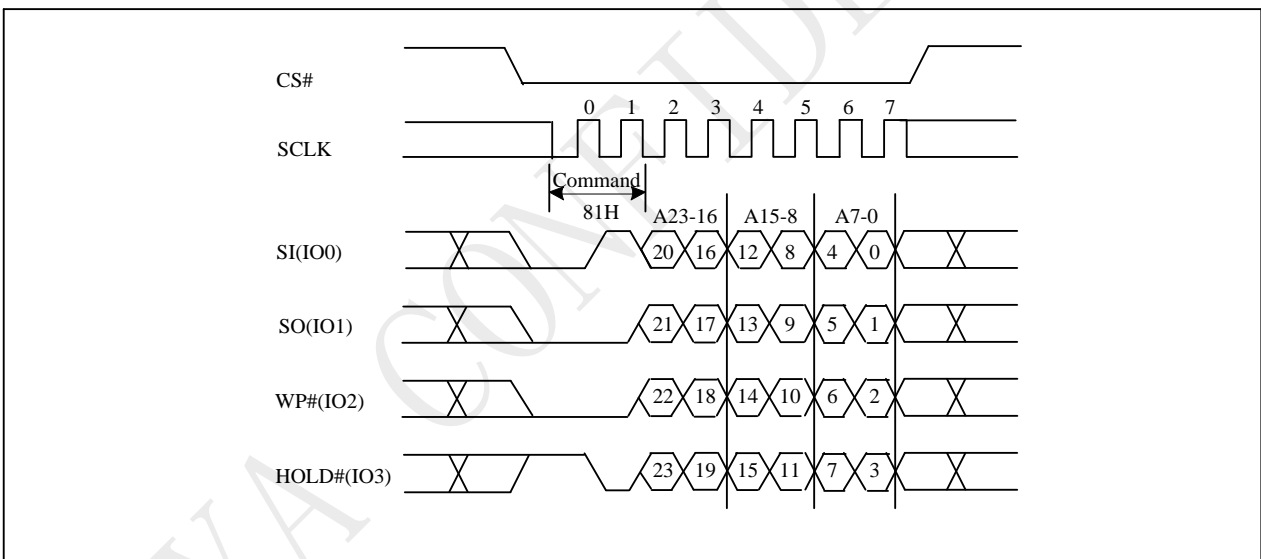 CS#
0 1 2 3 4 5 6 7
SCLK
Command
81H
A23-16 A15-8 A7-0
SI(IO0)
20 16 12 8 4 0
SO(IO1)
21 17 13 9 5 1
WP#(IO2)
22 18 14 10 6 2
HOLD#(IO3)
23 19 15 11 7 3
VA CONFIDE